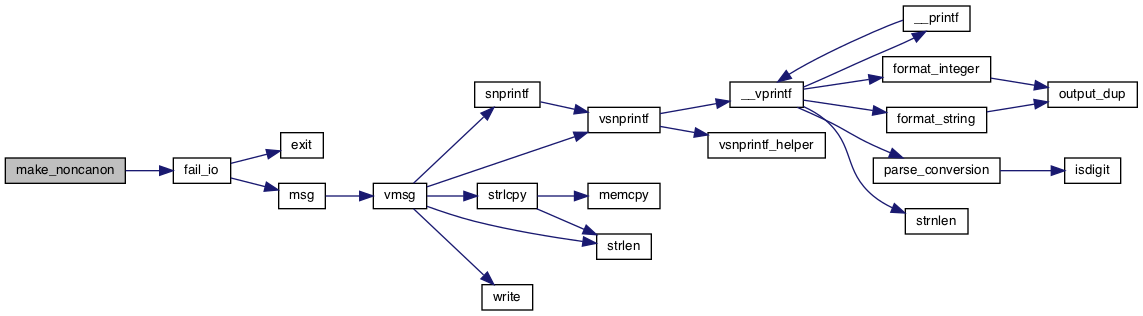 make_noncanon
fail_io
exit
msg
vmsg
snprintf
strlcpy
write
vsnprintf
memcpy
strlen
__vprintf
vsnprintf_helper
__printf
format_integer
format_string
parse_conversion
strnlen
output_dup
isdigit